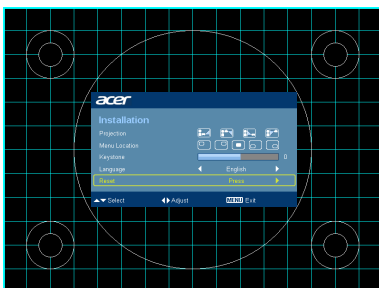 acer
Installation
Projection
Menu Location
Keystone 0
Language English
Reset Press
Select Adjust MENU Exit